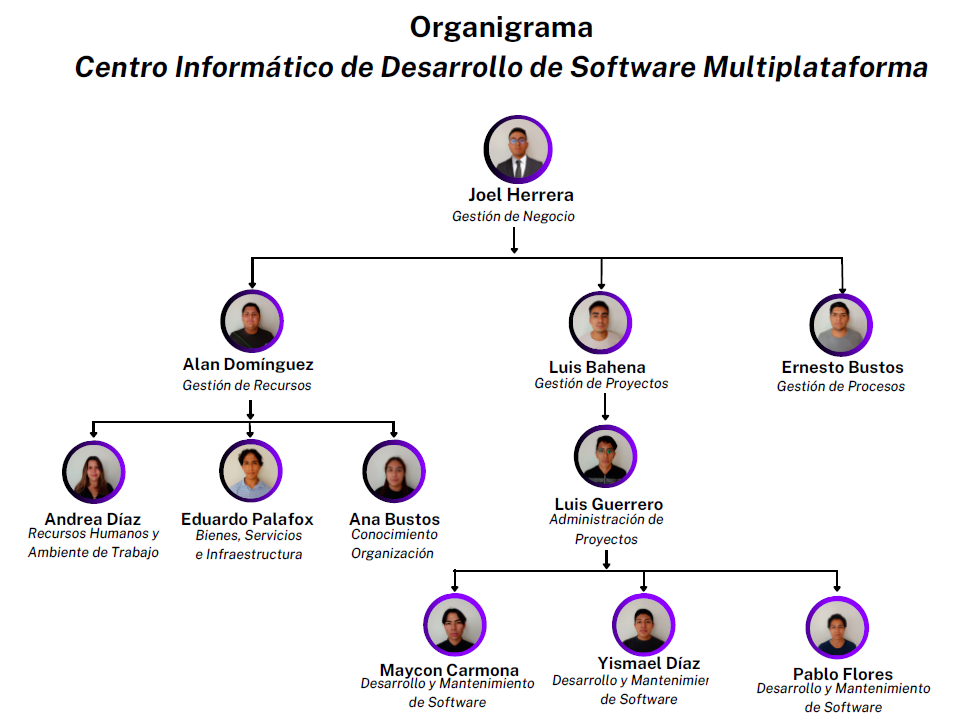 Organigrama
Centro Informático de Desarrollo de Software Multiplataforma
Joel Herrera
Gestión de Negocio
Alan Domínguez
Gestión de Recursos
Luis Bahena
Gestión de Proyectos
Ernesto Bustos
Gestión de Procesos
Andrea Díaz
Recursos Humanos y
Ambiente de Trabajo
Eduardo Palafox
Bienes, Servicios
e Infraestructura
Ana Bustos
Conocimiento
Organización
Luis Guerrero
Administración de
Proyectos
Maycon Carmona
Desarrollo y Mantenimiento
de Software
Yismael Díaz
Desarrollo y Mantenimier
de Software
Pablo Flores
Desarrollo y Mantenimiento
de Software